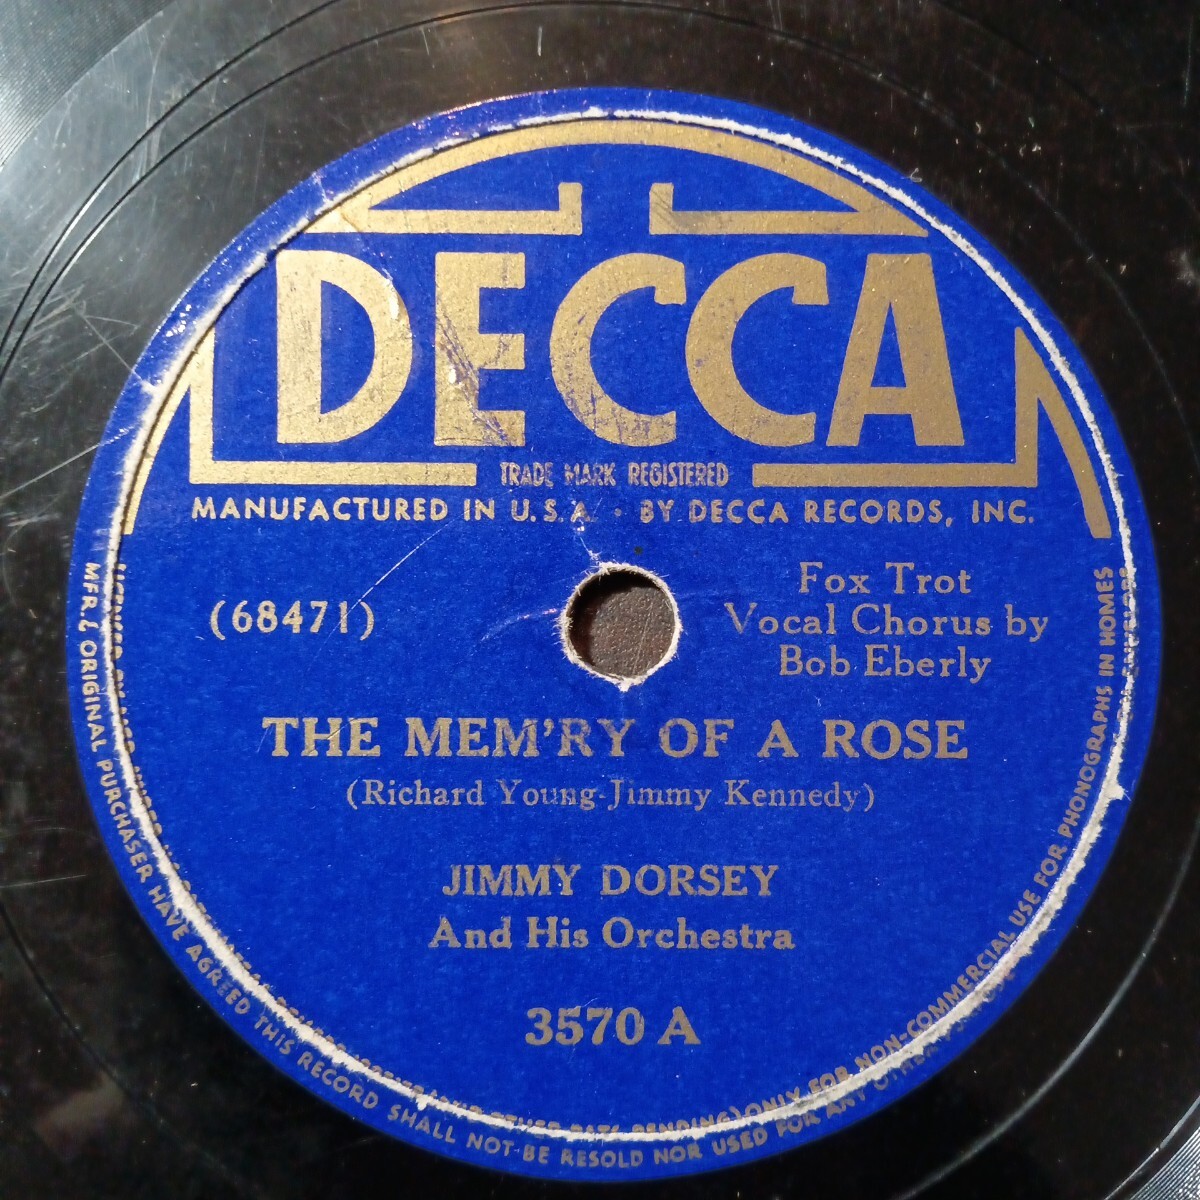 DECCA
TRADE MARK REGISTERED
MANUFACTURED IN U.S.A. · BY DECCA RECORDS, INC.
(68471)
Fox Trot
Vocal Chorus by
Bob Eberly
THE MEM'RY OF A ROSE
(Richard Young-Jimmy Kennedy)
JIMMY DORSEY
And His Orchestra
3570 A
PENDING) ONLY FOR NON-COMMERCIAL USE FOR PHONOGRAPHS IN HOMES
MFR. & ORIGINAL PURCHASER HAVE AGREED THIS RECORD SHALL NOT BE RESOLD NOR USED FOR ANY